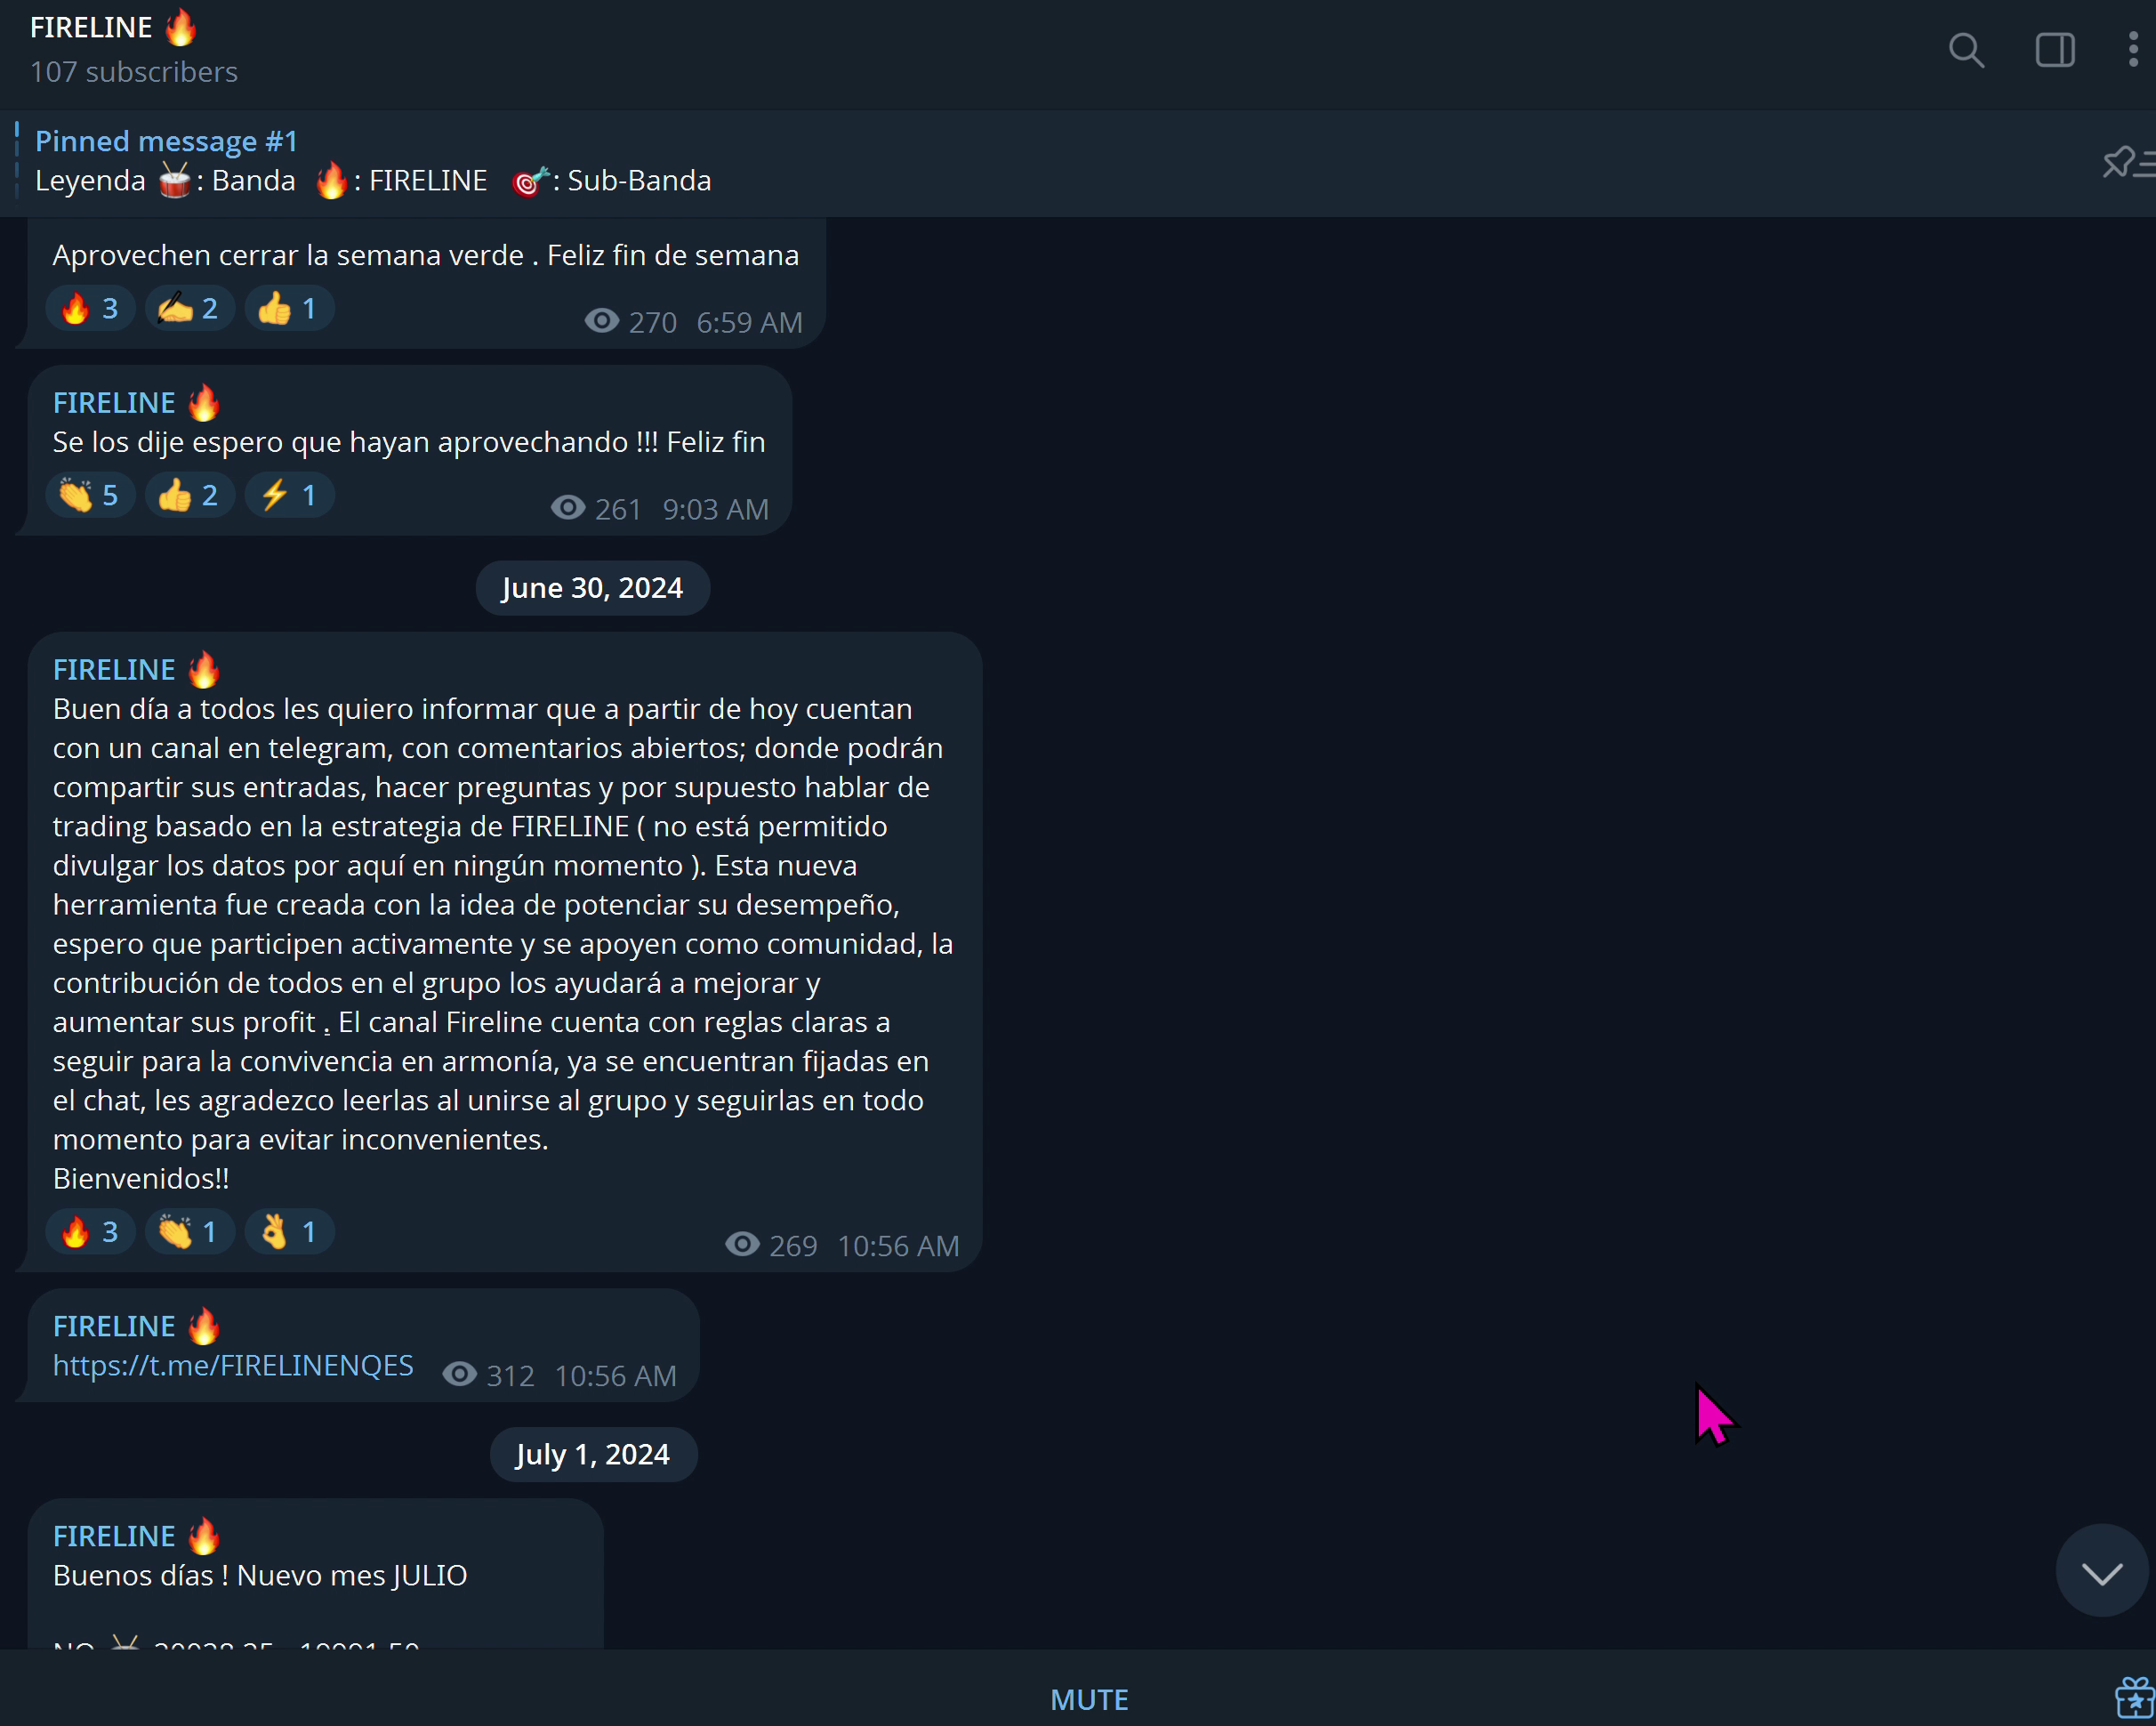 FIRELINE 🔥
107 subscribers
Pinned message #1
Leyenda 🥁: Banda 🔥: FIRELINE 🎯: Sub-Banda
Aprovechen cerrar la semana verde . Feliz fin de semana
🔥 3 ✍️ 2 👍 1 270 6:59 AM
FIRELINE 🔥
Se los dije espero que hayan aprovechando !!! Feliz fin
👏 5 👍 2 ⚡ 1 261 9:03 AM
June 30, 2024
FIRELINE 🔥
Buen día a todos les quiero informar que a partir de hoy cuentan
con un canal en telegram, con comentarios abiertos; donde podrán
compartir sus entradas, hacer preguntas y por supuesto hablar de
trading basado en la estrategia de FIRELINE ( no está permitido
divulgar los datos por aquí en ningún momento ). Esta nueva
herramienta fue creada con la idea de potenciar su desempeño,
espero que participen activamente y se apoyen como comunidad, la
contribución de todos en el grupo los ayudará a mejorar y
aumentar sus profit . El canal Fireline cuenta con reglas claras a
seguir para la convivencia en armonía, ya se encuentran fijadas en
el chat, les agradezco leerlas al unirse al grupo y seguirlas en todo
momento para evitar inconvenientes.
Bienvenidos!!
🔥 3 👏 1 👌 1 269 10:56 AM
FIRELINE 🔥
https://t.me/FIRELINENQES 312 10:56 AM
July 1, 2024
FIRELINE 🔥
Buenos días ! Nuevo mes JULIO
MUTE